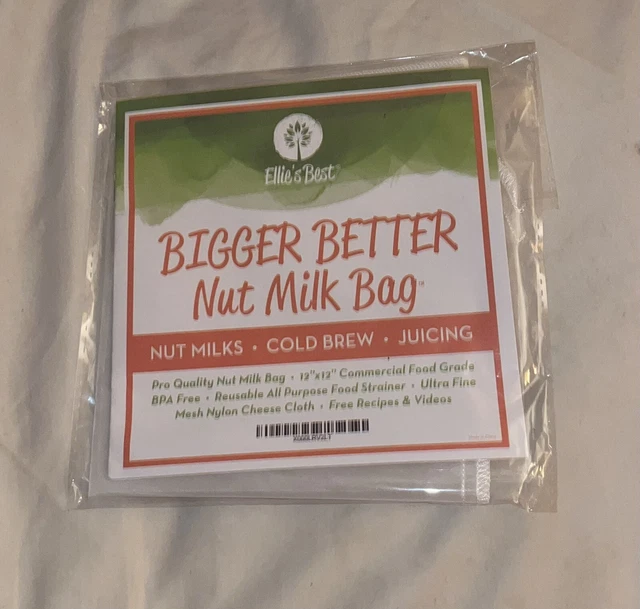 Ellie's Best
BIGGER BETTER
Nut Milk Bag™
NUT MILKS • COLD BREW • JUICING
Pro Quality Nut Milk Bag • 12"x12" Commercial Food Grade
BPA Free • Reusable All Purpose Food Strainer • Ultra Fine
Mesh Nylon Cheese Cloth • Free Recipes & Videos